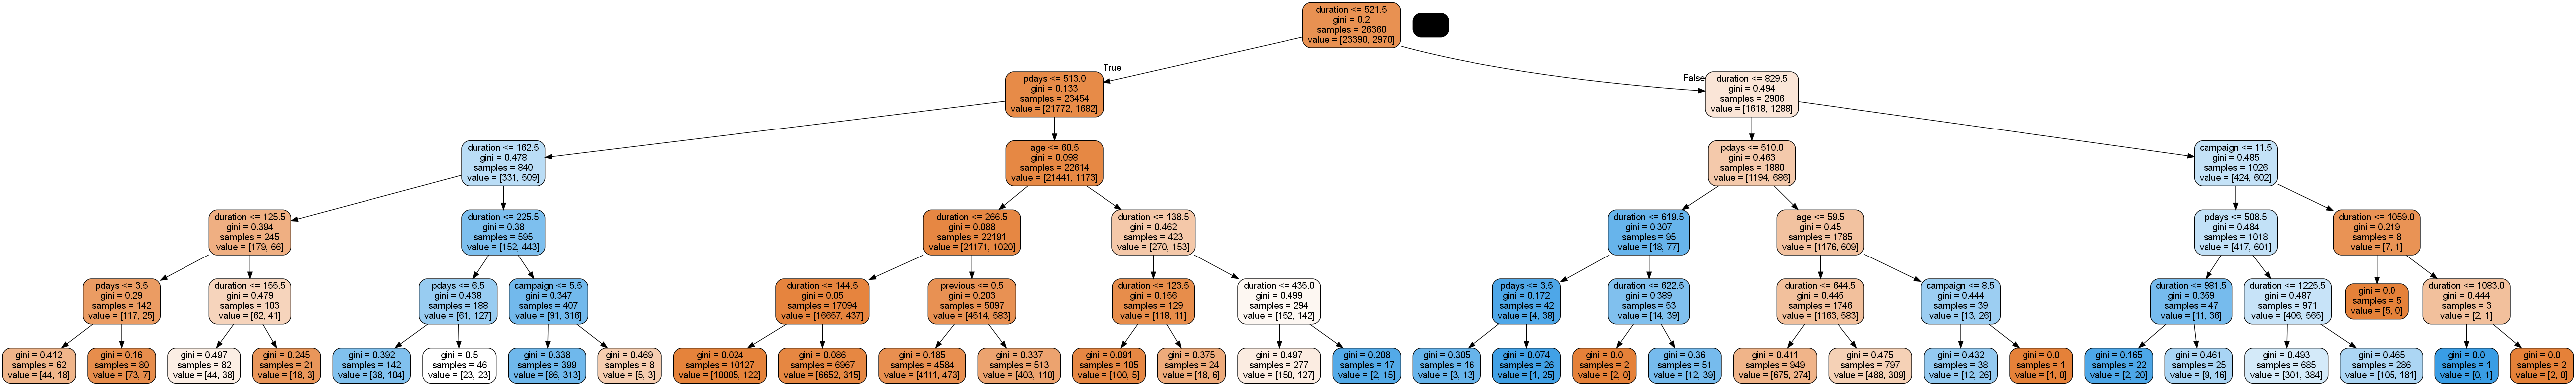 duration <= 521.5
gini = 0.2
samples = 26360
value = [23390, 2970]
True
False
pdays <= 513.0
gini = 0.133
samples = 23454
value = [21772, 1682]
duration <= 829.5
gini = 0.494
samples = 2906
value = [1618, 1288]
duration <= 162.5
gini = 0.478
samples = 840
value = [331, 509]
age <= 60.5
gini = 0.098
samples = 22614
value = [21441, 1173]
pdays <= 510.0
gini = 0.463
samples = 1880
value = [1194, 686]
campaign <= 11.5
gini = 0.485
samples = 1026
value = [424, 602]
duration <= 125.5
gini = 0.394
samples = 245
value = [179, 66]
duration <= 225.5
gini = 0.38
samples = 595
value = [152, 443]
duration <= 266.5
gini = 0.088
samples = 22191
value = [21171, 1020]
duration <= 138.5
gini = 0.462
samples = 423
value = [270, 153]
duration <= 619.5
gini = 0.307
samples = 95
value = [18, 77]
age <= 59.5
gini = 0.45
samples = 1785
value = [1176, 609]
pdays <= 508.5
gini = 0.484
samples = 1018
value = [417, 601]
duration <= 1059.0
gini = 0.219
samples = 8
value = [7, 1]
pdays <= 3.5
gini = 0.29
samples = 142
value = [117, 25]
duration <= 155.5
gini = 0.479
samples = 103
value = [62, 41]
pdays <= 6.5
gini = 0.438
samples = 188
value = [61, 127]
campaign <= 5.5
gini = 0.347
samples = 407
value = [91, 316]
duration <= 144.5
gini = 0.05
samples = 17094
value = [16657, 437]
previous <= 0.5
gini = 0.203
samples = 5097
value = [4514, 583]
duration <= 123.5
gini = 0.156
samples = 129
value = [118, 11]
duration <= 435.0
gini = 0.499
samples = 294
value = [152, 142]
pdays <= 3.5
gini = 0.172
samples = 42
value = [4, 38]
duration <= 622.5
gini = 0.389
samples = 53
value = [14, 39]
duration <= 644.5
gini = 0.445
samples = 1746
value = [1163, 583]
campaign <= 8.5
gini = 0.444
samples = 39
value = [13, 26]
duration <= 981.5
gini = 0.359
samples = 47
value = [11, 36]
duration <= 1225.5
gini = 0.487
samples = 971
value = [406, 565]
gini = 0.0
samples = 5
value = [5, 0]
duration <= 1083.0
gini = 0.444
samples = 3
value = [2, 1]
gini = 0.412
samples = 62
value = [44, 18]
gini = 0.16
samples = 80
value = [73, 7]
gini = 0.497
samples = 82
value = [44, 38]
gini = 0.245
samples = 21
value = [18, 3]
gini = 0.392
samples = 142
value = [38, 104]
gini = 0.5
samples = 46
value = [23, 23]
gini = 0.338
samples = 399
value = [86, 313]
gini = 0.469
samples = 8
value = [5, 3]
gini = 0.024
samples = 10127
value = [10005, 122]
gini = 0.086
samples = 6967
value = [6652, 315]
gini = 0.185
samples = 4584
value = [4111, 473]
gini = 0.337
samples = 513
value = [403, 110]
gini = 0.091
samples = 105
value = [100, 5]
gini = 0.375
samples = 24
value = [18, 6]
gini = 0.497
samples = 277
value = [150, 127]
gini = 0.208
samples = 17
value = [2, 15]
gini = 0.305
samples = 16
value = [3, 13]
gini = 0.074
samples = 26
value = [1, 25]
gini = 0.0
samples = 2
value = [2, 0]
gini = 0.36
samples = 51
value = [12, 39]
gini = 0.411
samples = 949
value = [675, 274]
gini = 0.475
samples = 797
value = [488, 309]
gini = 0.432
samples = 38
value = [12, 26]
gini = 0.0
samples = 1
value = [1, 0]
gini = 0.165
samples = 22
value = [2, 20]
gini = 0.461
samples = 25
value = [9, 16]
gini = 0.493
samples = 685
value = [301, 384]
gini = 0.465
samples = 286
value = [105, 181]
gini = 0.0
samples = 1
value = [0, 1]
gini = 0.0
samples = 2
value = [2, 0]